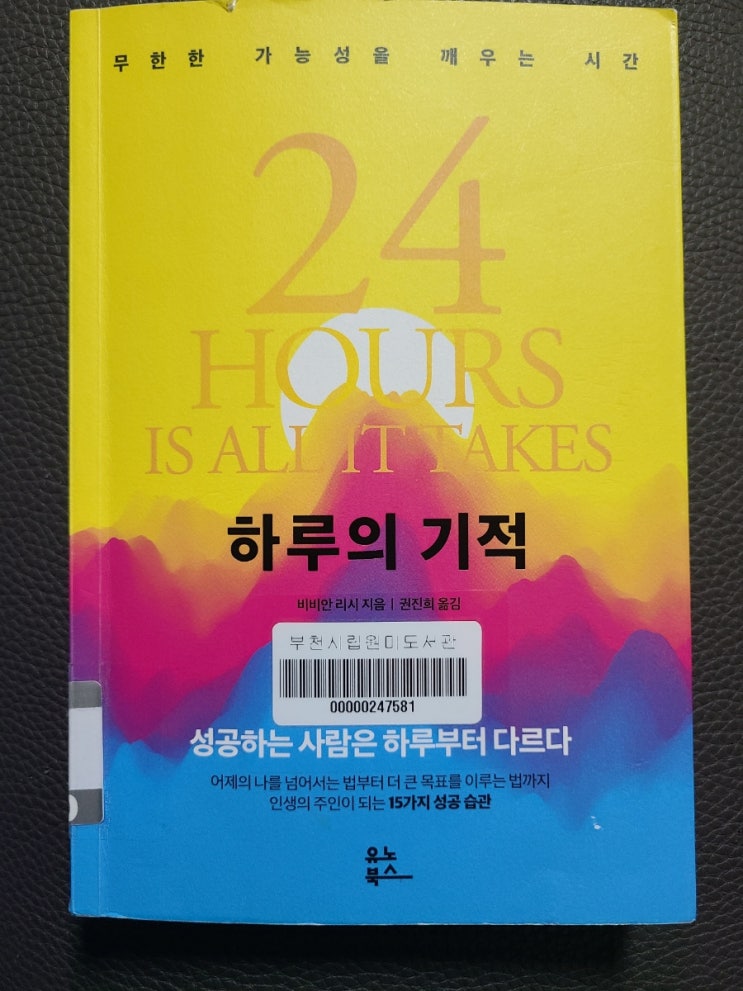 무한한 가능성을 깨우는 시간
24
HOURS
IS ALL IT TAKES
하루의 기적
비비안 리시 지음 | 권진희 옮김
부천시립원미도서관
00000247581
성공하는 사람은 하루부터 다르다
어제의 나를 넘어서는 법부터 더 큰 목표를 이루는 법까지
인생의 주인이 되는 15가지 성공 습관
유노
북스